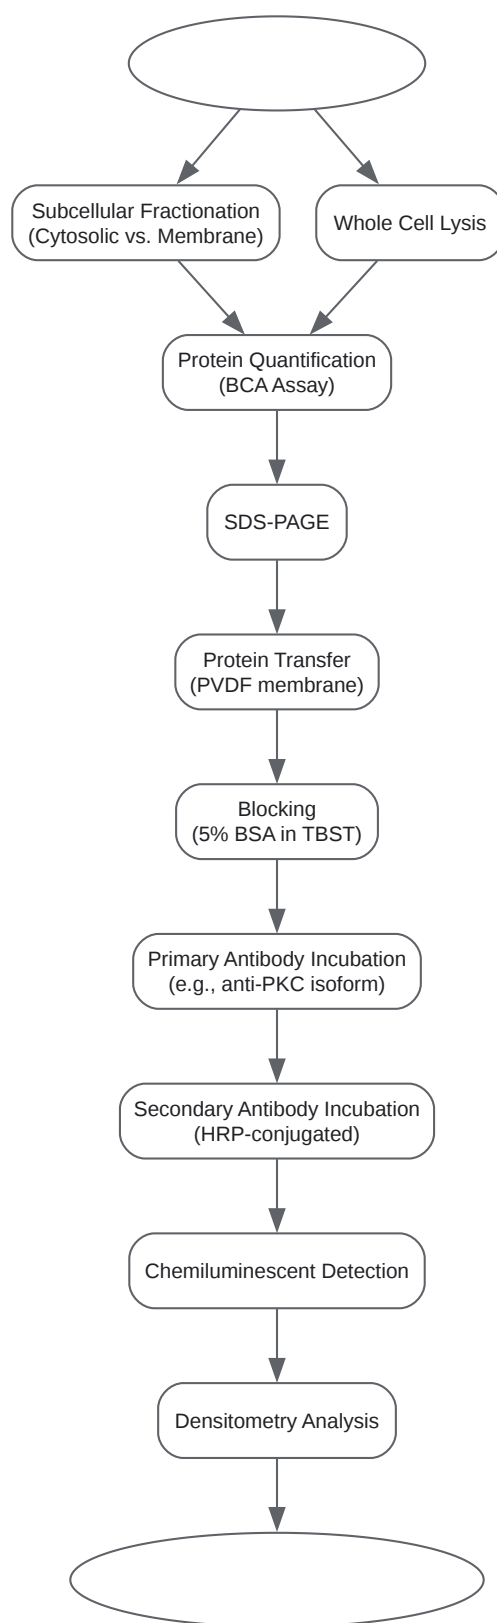 Subcellular Fractionation
(Cytosolic vs. Membrane)
Whole Cell Lysis
Protein Quantification
(BCA Assay)
SDS-PAGE
Protein Transfer
(PVDF membrane)
Blocking
(5% BSA in TBST)
Primary Antibody Incubation
(e.g., anti-PKC isoform)
Secondary Antibody Incubation
(HRP-conjugated)
Chemiluminescent Detection
Densitometry Analysis